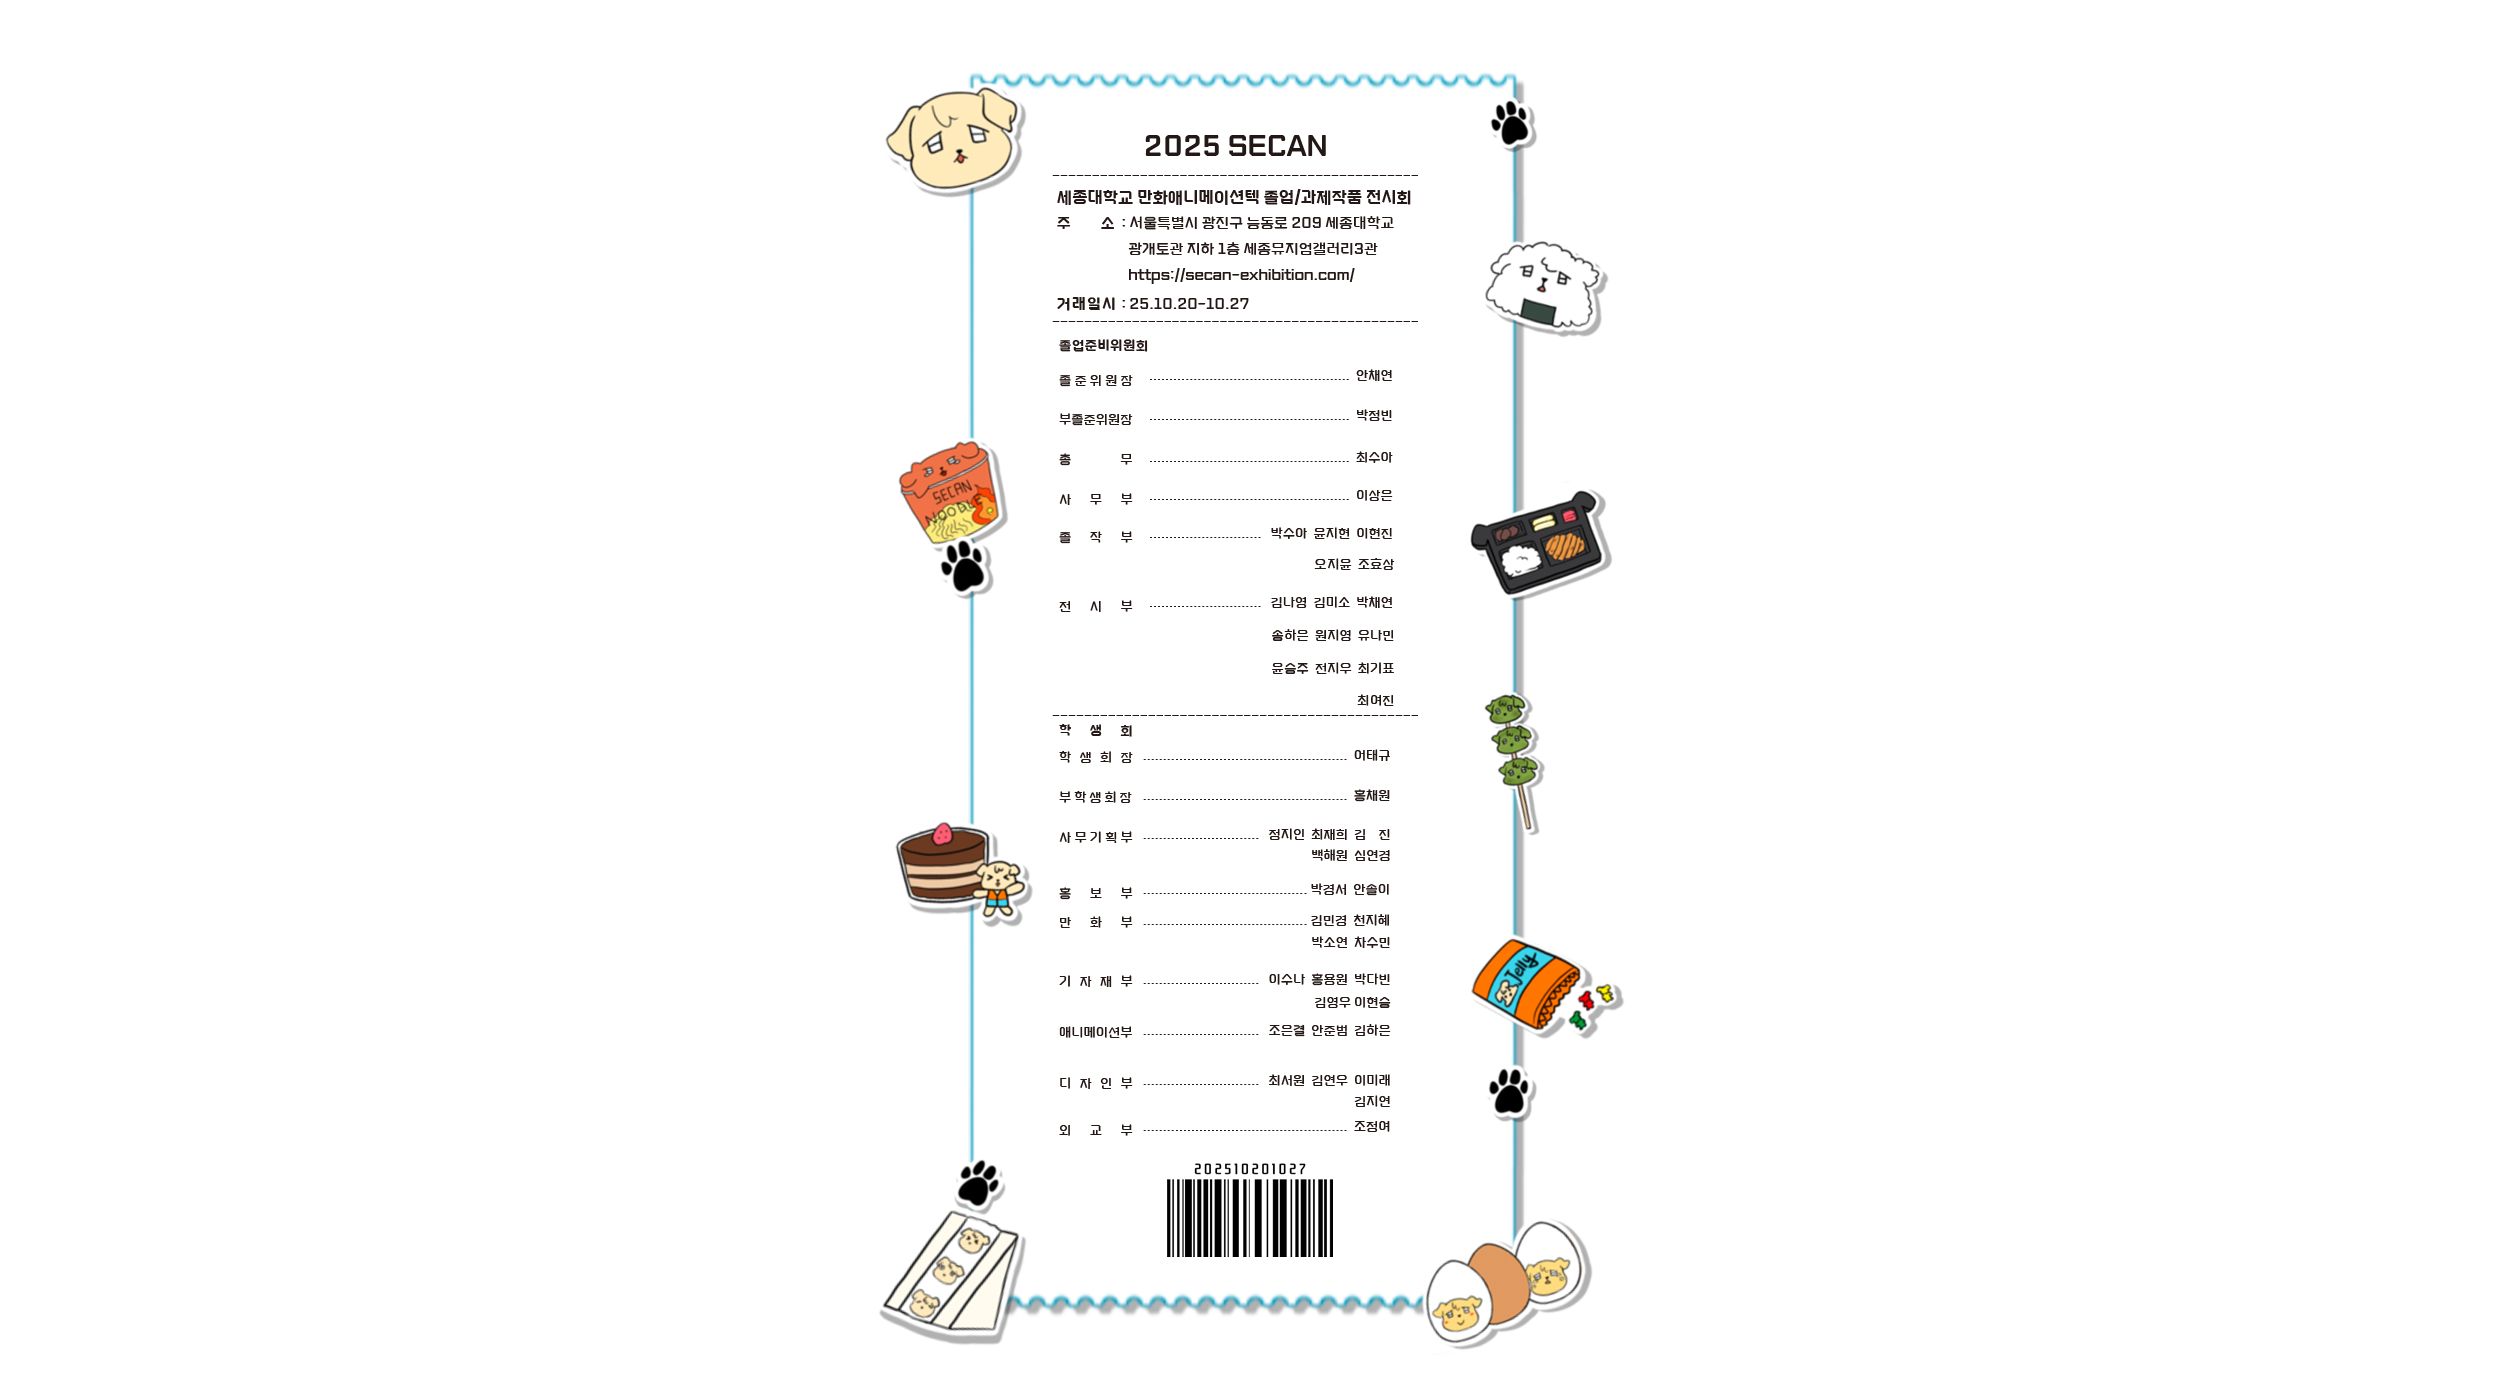 2025 SECAN
세종대학교 만화애니메이션텍 졸업/과제작품 전시회
주 소 : 서울특별시 광진구 능동로 209 세종대학교
광개토관 지하 1층 세종뮤지엄갤러리3관
https://secan-exhibition.com/
거래일시 : 25.10.20-10.27
졸업준비위원회
졸준위원장 안채연
부졸준위원장 박정빈
총 무 최수아
사 무 부 이상은
졸 작 부 박수아 윤지현 이현진
오지윤 조효상
전 시 부 김나영 김미소 박채연
송하은 원지영 유나민
윤승주 전지우 최기표
최여진
학 생 회
학 생 회 장 어태규
부학생회장 홍채원
사무기획부 정지인 최재희 김 진
백해원 심연경
홍 보 부 박경서 안솔이
만 화 부 김민경 천지혜
박소연 차수민
기 자 재 부 이수나 홍용원 박다빈
김영우 이현슬
애니메이션부 조은결 안준범 김하은
디 자 인 부 최서원 김연우 이미래
김지연
외 교 부 조정여
202510201027
SECAN
NOODLE
Jelly